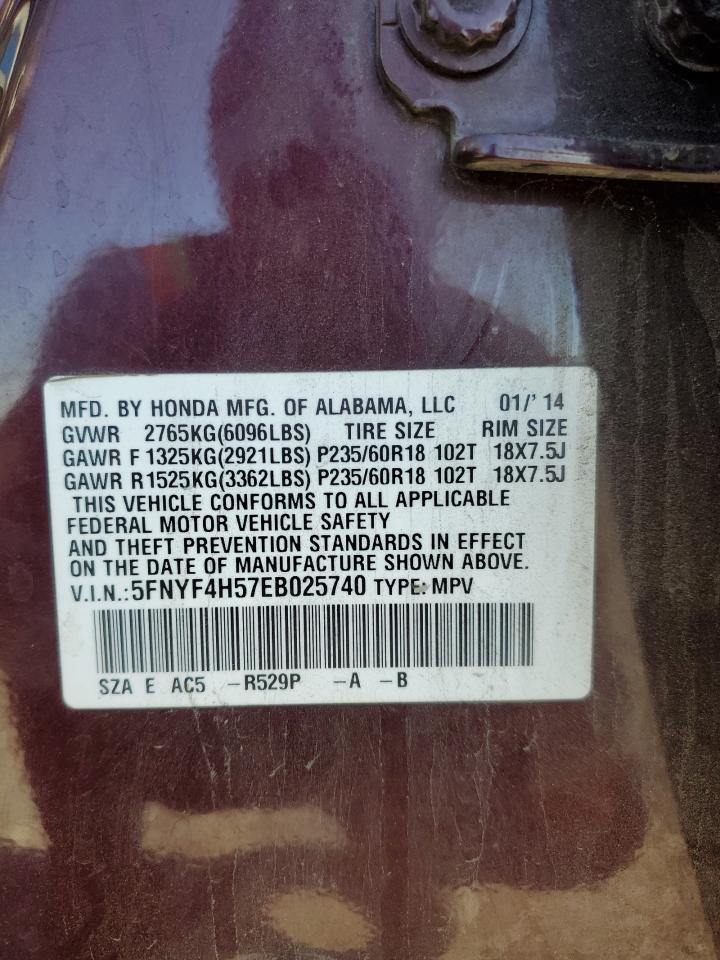 MFD. BY HONDA MFG. OF ALABAMA, LLC 01/' 14
GVWR 2765KG(6096LBS) TIRE SIZE RIM SIZE
GAWR F 1325KG(2921LBS) P235/60R18 102T 18X7.5J
GAWR R 1525KG(3362LBS) P235/60R18 102T 18X7.5J
THIS VEHICLE CONFORMS TO ALL APPLICABLE
FEDERAL MOTOR VEHICLE SAFETY
AND THEFT PREVENTION STANDARDS IN EFFECT
ON THE DATE OF MANUFACTURE SHOWN ABOVE.
V.I.N.: 5FNYF4H57EB025740 TYPE: MPV
SZA E AC5 -R529P -A -B